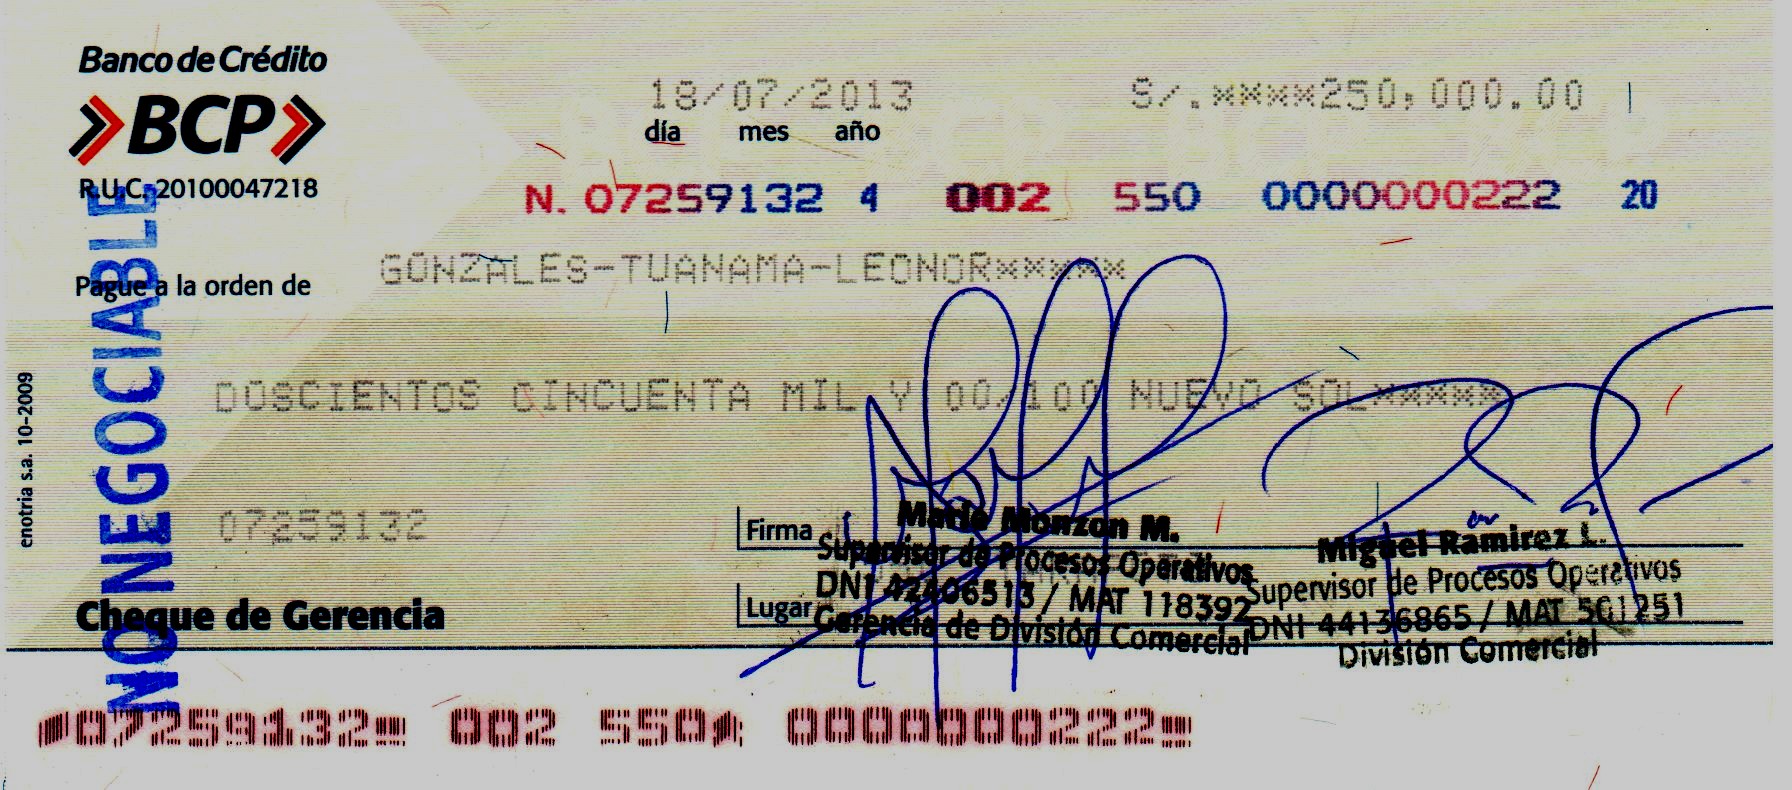 Banco de Crédito
BCP
R.U.C. 20100047218
18/07/2013
día mes año
S/.****250,000.00
N. 07259132 4 002 550 0000000222 20
Pague a la orden de GONZALES-TUANAMA-LEONOR*****
DOSCIENTOS CINCUENTA MIL Y 00/100 NUEVO SOL*****
07259132
NO NEGOCIABLE
enotria s.a. 10-2009
Cheque de Gerencia
Firma
Lugar
Mario Monzon M.
Supervisor de Procesos Operativos
DNI 42406513 / MAT 118392
Gerencia de División Comercial
Miguel Ramirez L.
Supervisor de Procesos Operativos
DNI 44136865 / MAT 501251
División Comercial
07259132 002 550 0000000222